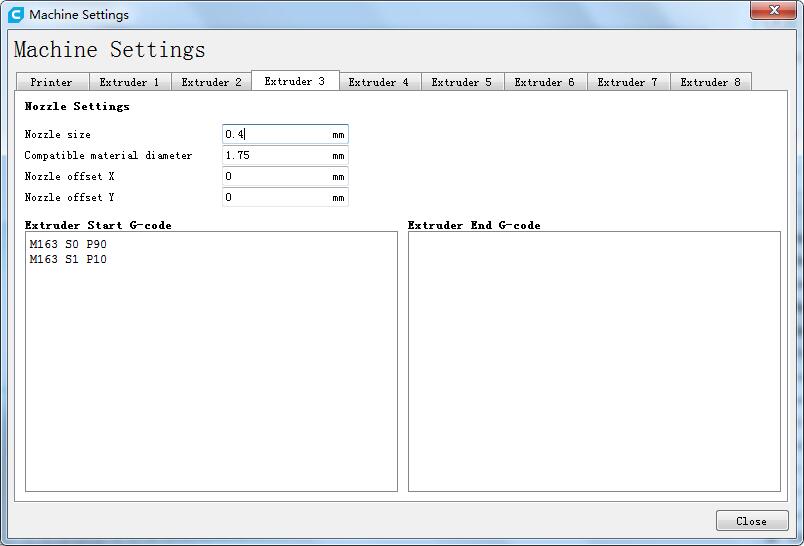 Machine Settings
Machine Settings
Printer Extruder 1 Extruder 2 Extruder 3 Extruder 4 Extruder 5 Extruder 6 Extruder 7 Extruder 8
Nozzle Settings
Nozzle size 0.4 mm
Compatible material diameter 1.75 mm
Nozzle offset X 0 mm
Nozzle offset Y 0 mm
Extruder Start G-code Extruder End G-code
M163 S0 P90
M163 S1 P10
Close